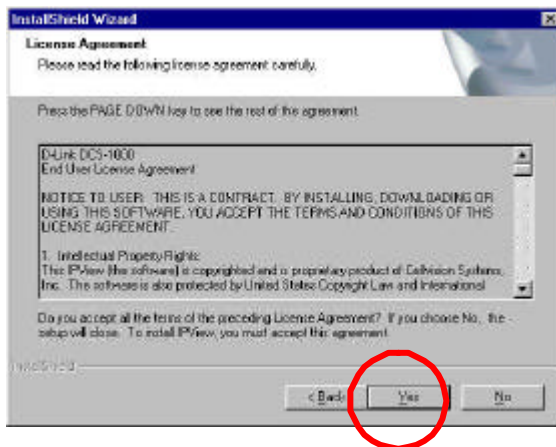 InstallShield Wizard
License Agreement
Please read the following license agreement carefully.
Press the PAGE DOWN key to see the rest of the agreement.
D-Link DCS-1000
End User License Agreement
NOTICE TO USER: THIS IS A CONTRACT. BY INSTALLING, DOWNLOADING OR
USING THIS SOFTWARE, YOU ACCEPT THE TERMS AND CONDITIONS OF THIS
LICENSE AGREEMENT.
1. Intellectual Property Rights:
This IPView (the software) is copyrighted and is proprietary product of Cellvision Systems,
Inc. The software is also protected by United States Copyright Law and International
Do you accept all the terms of the preceding License Agreement? If you choose No, the
setup will close. To install IPView, you must accept this agreement.
InstallShield
< Back
Yes
No